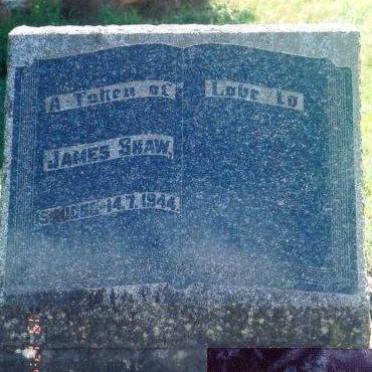 A Token of Love to
JAMES SHAW,
14.7.1944